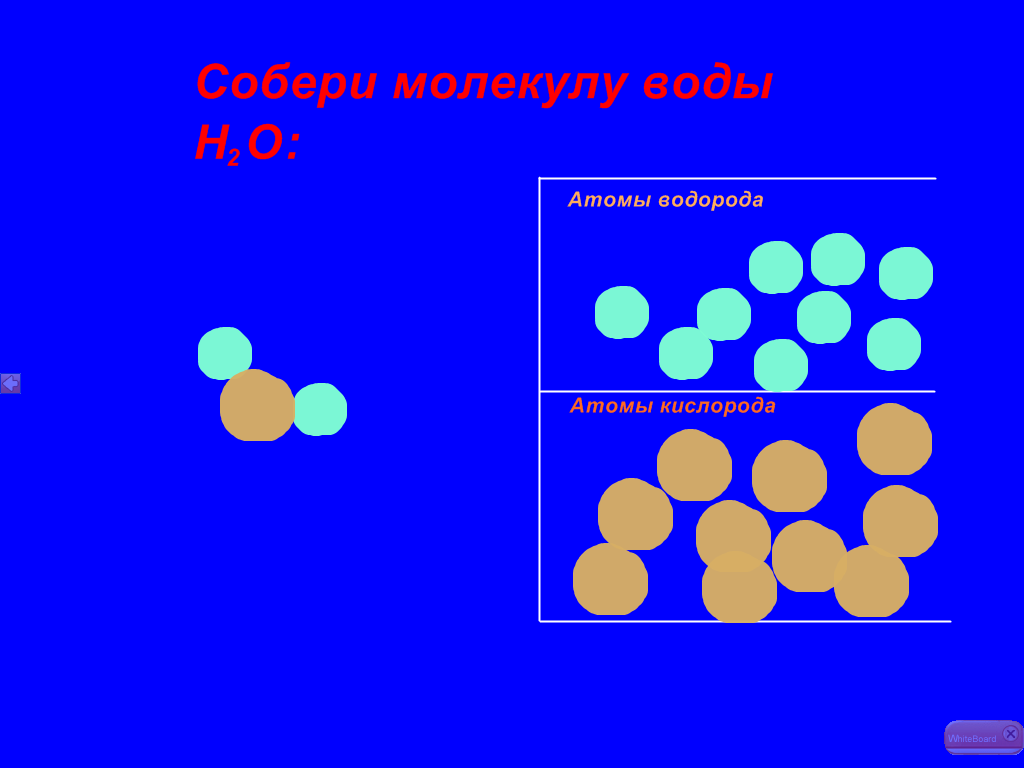 Собери молекулу воды
H₂O:
Атомы водорода
Атомы кислорода
WhiteBoard